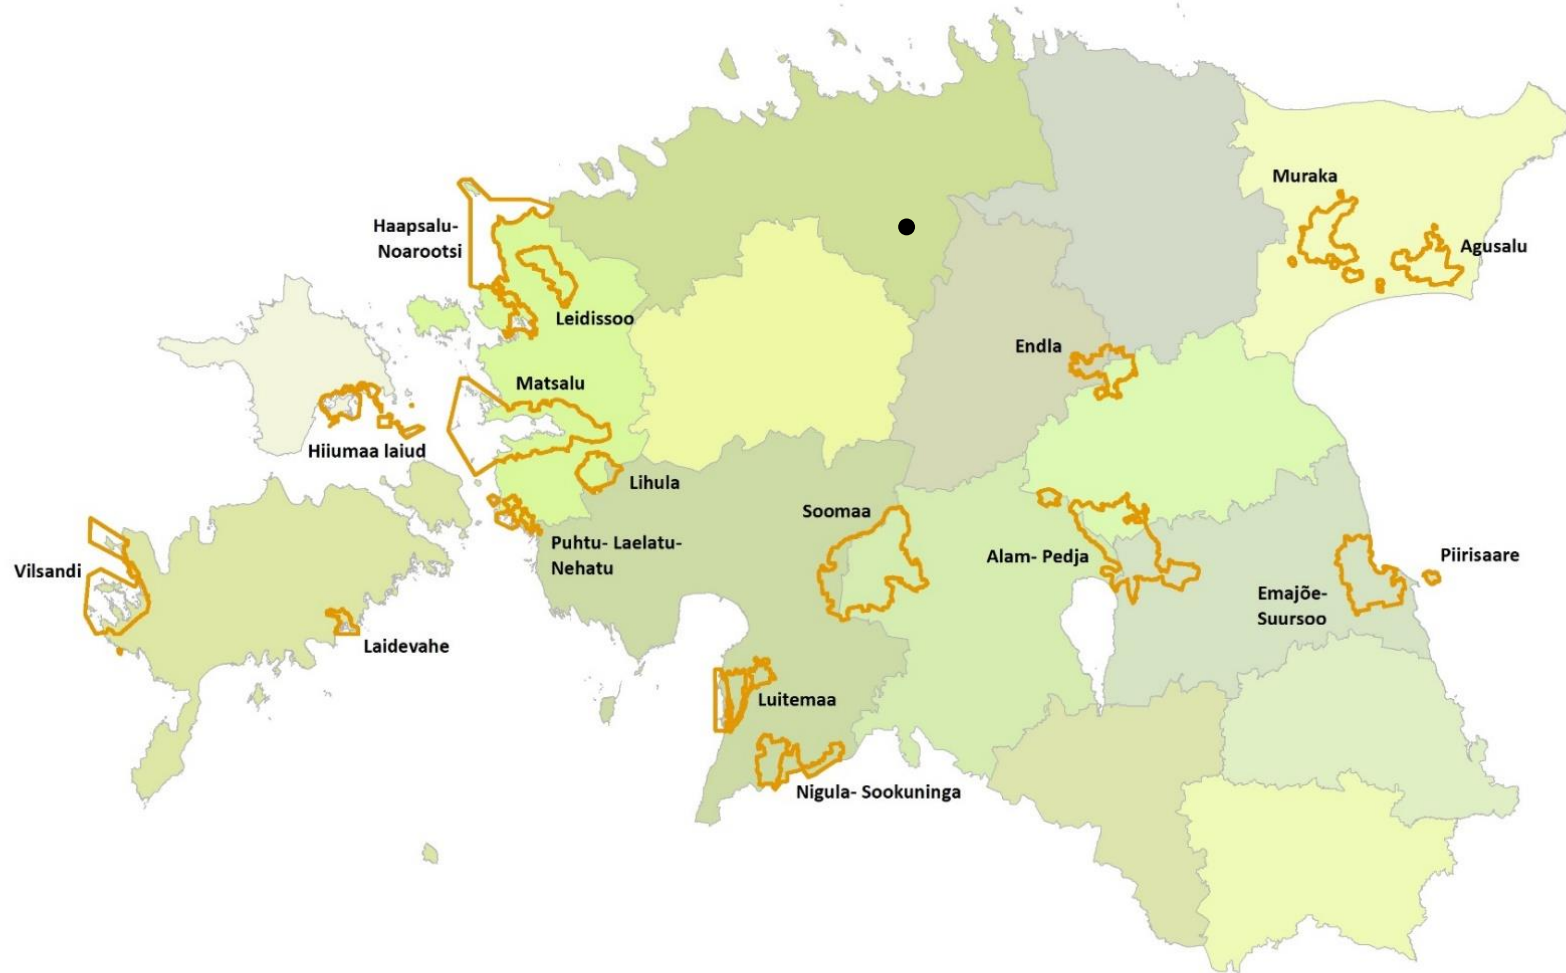 Muraka
Haapsalu-
Noarootsi
Agusalu
Leidissoo
Endla
Matsalu
Hiiumaa laiud
Lihula
Soomaa
Puhtu- Laelatu-
Nehatu
Alam- Pedja
Piirisaare
Vilsandi
Emajõe-
Suursoo
Laidevahe
Luitemaa
Nigula- Sookuninga